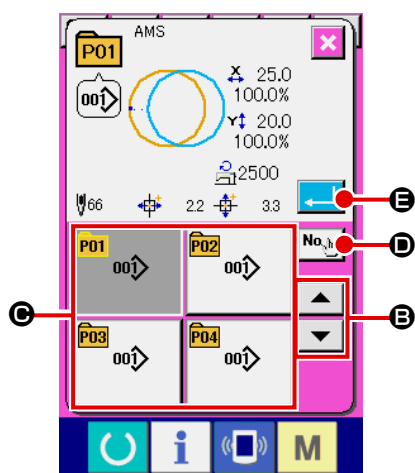 P01
AMS
001
X 25.0
100.0%
Y 20.0
100.0%
2500
66
2.2
3.3
E
No.
D
P01
001
P02
001
C
B
P03
001
P04
001
i
M